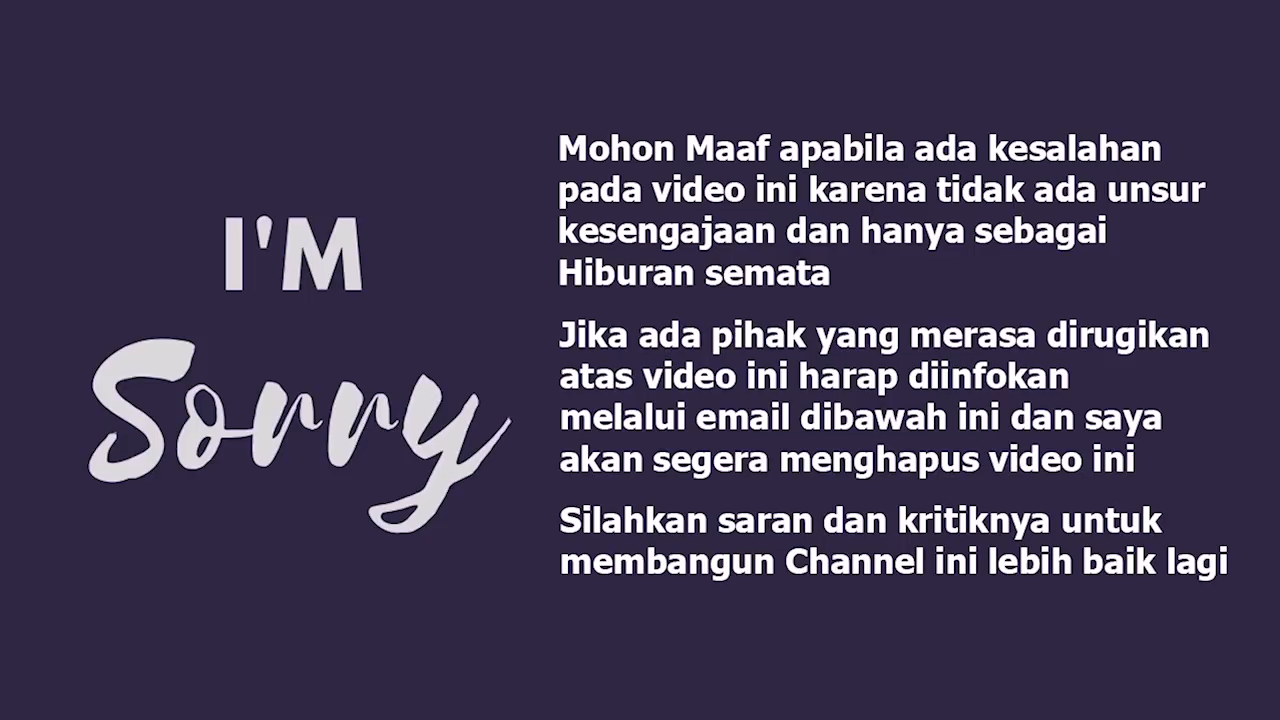 I'M
Sorry
Mohon Maaf apabila ada kesalahan
pada video ini karena tidak ada unsur
kesengajaan dan hanya sebagai
Hiburan semata
Jika ada pihak yang merasa dirugikan
atas video ini harap diinfokan
melalui email dibawah ini dan saya
akan segera menghapus video ini
Silahkan saran dan kritiknya untuk
membangun Channel ini lebih baik lagi